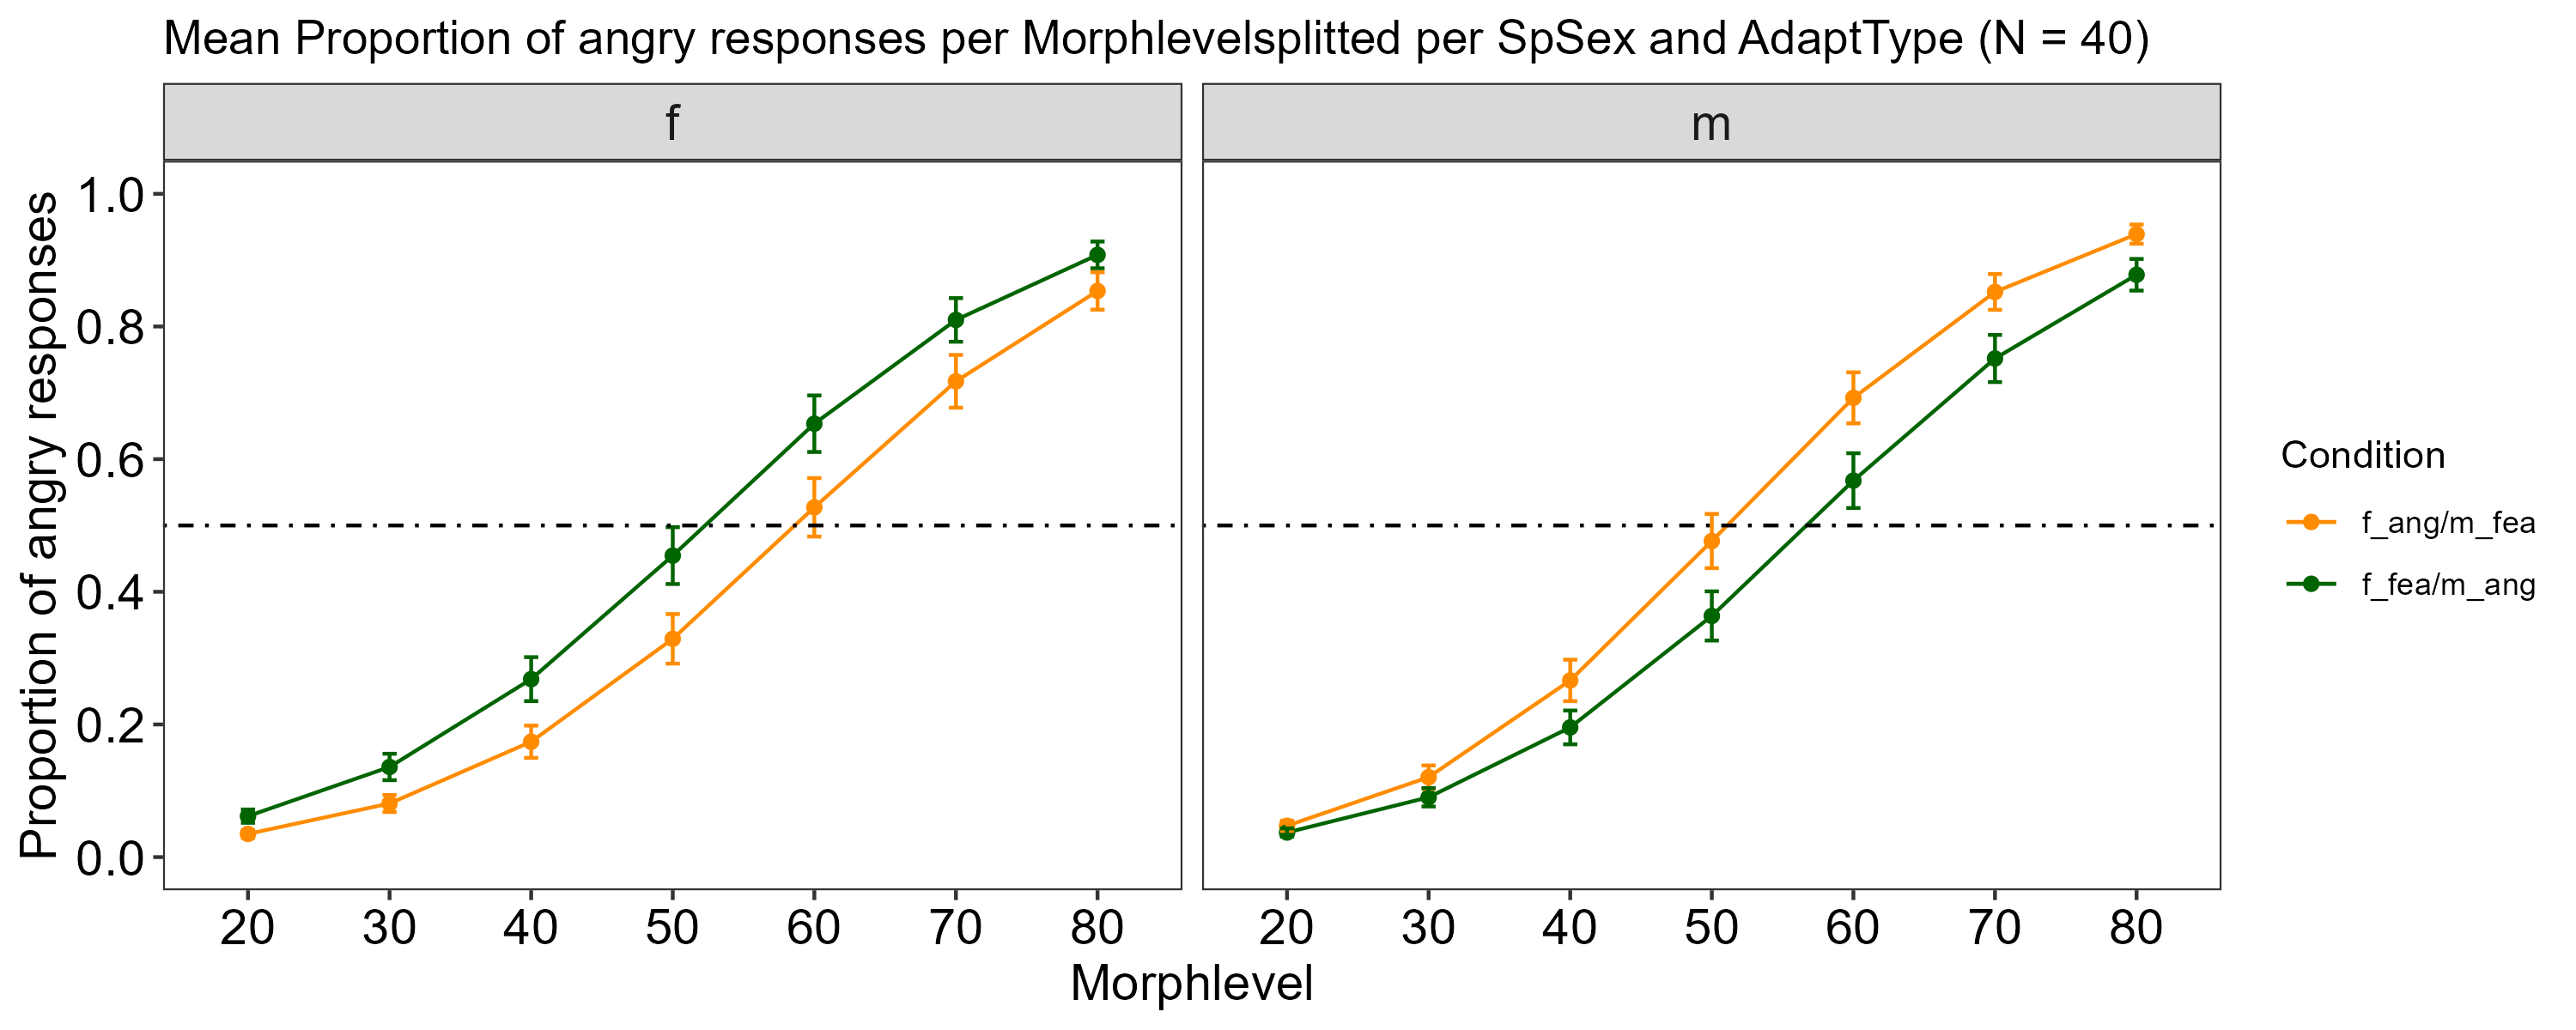 Mean Proportion of angry responses per Morphlevelsplitted per SpSex and AdaptType (N = 40)
f
m
Proportion of angry responses
1.0
0.8
0.6
0.4
0.2
0.0
20 30 40 50 60 70 80
20 30 40 50 60 70 80
Morphlevel
Condition
f_ang/m_fea
f_fea/m_ang